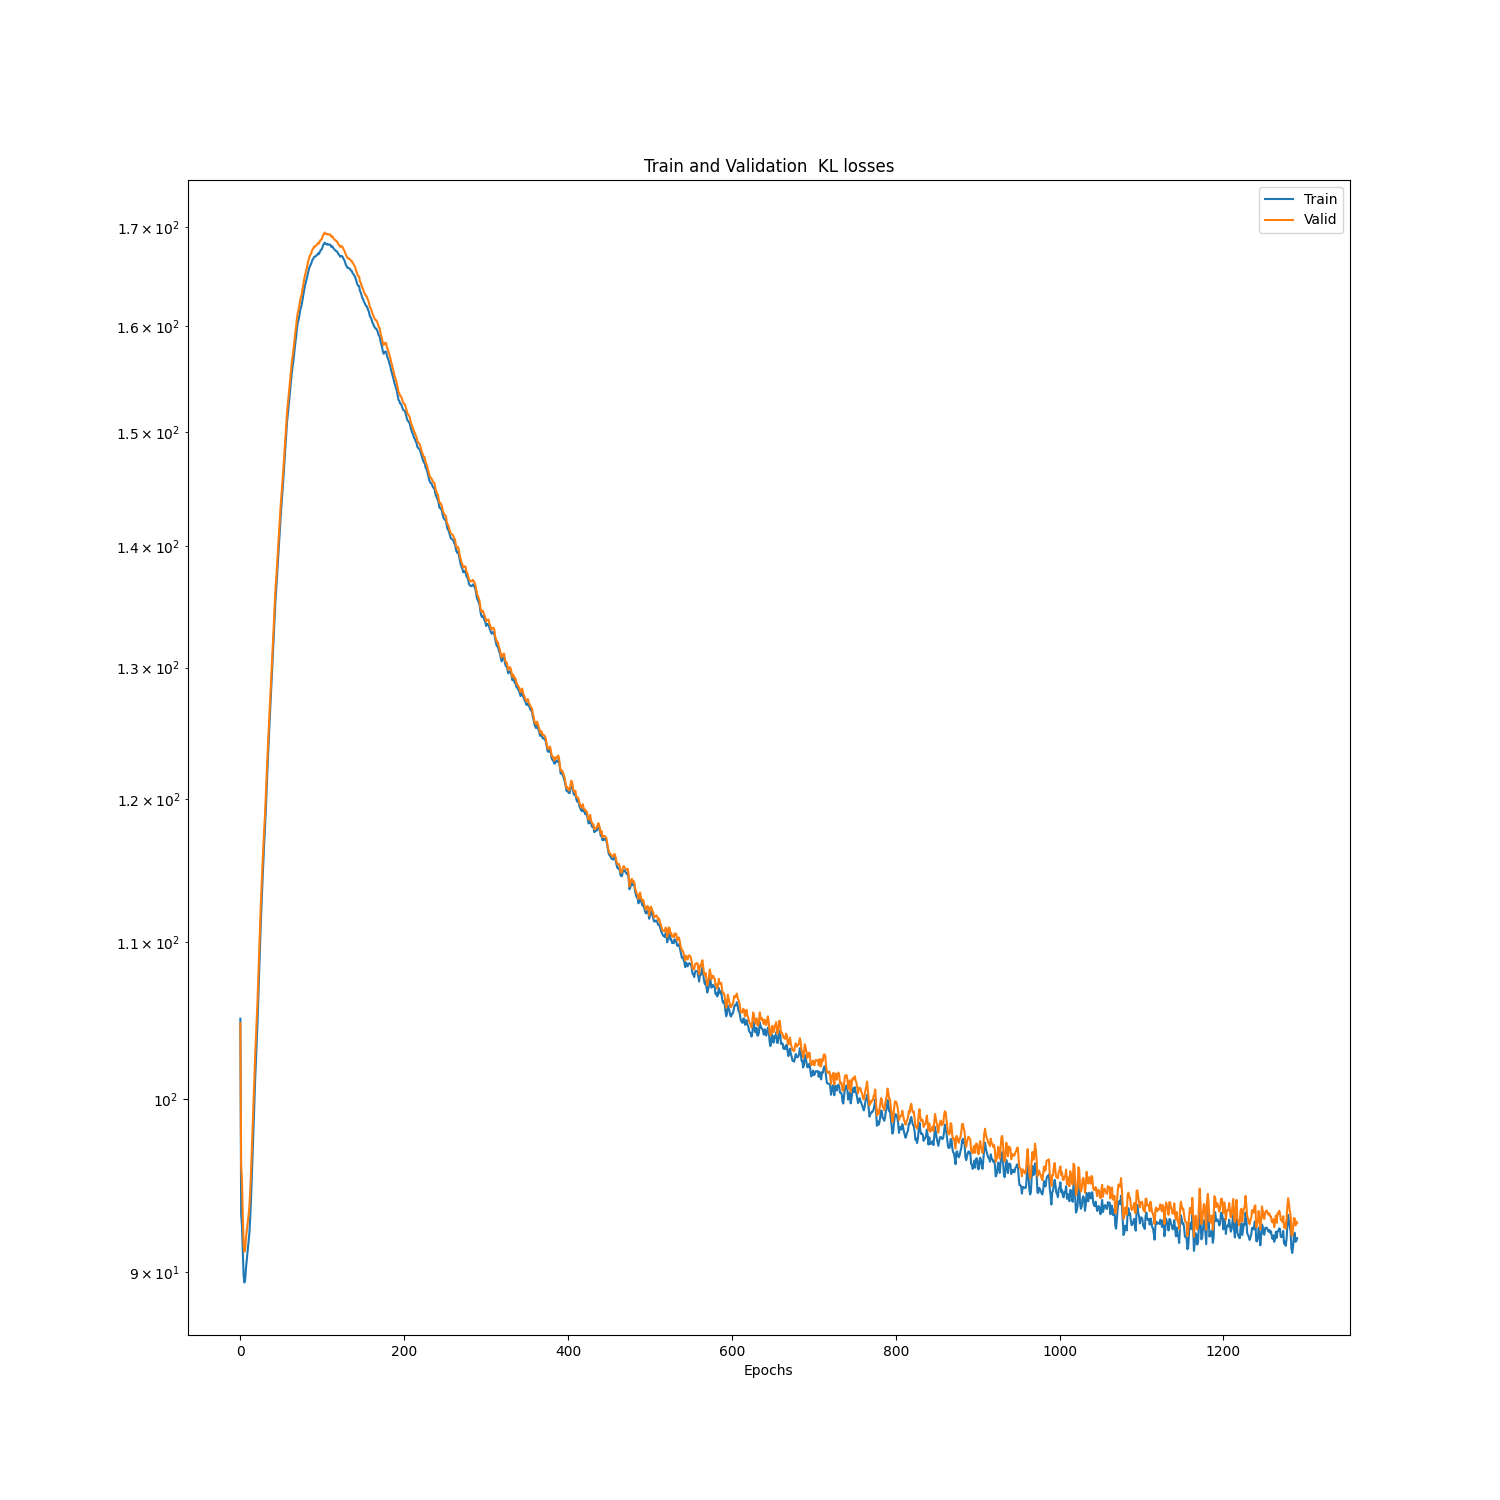 Train and Validation  KL losses
Train
Valid
1.7 × 10²
1.6 × 10²
1.5 × 10²
1.4 × 10²
1.3 × 10²
1.2 × 10²
1.1 × 10²
10²
9 × 10¹
0 200 400 600 800 1000 1200
Epochs